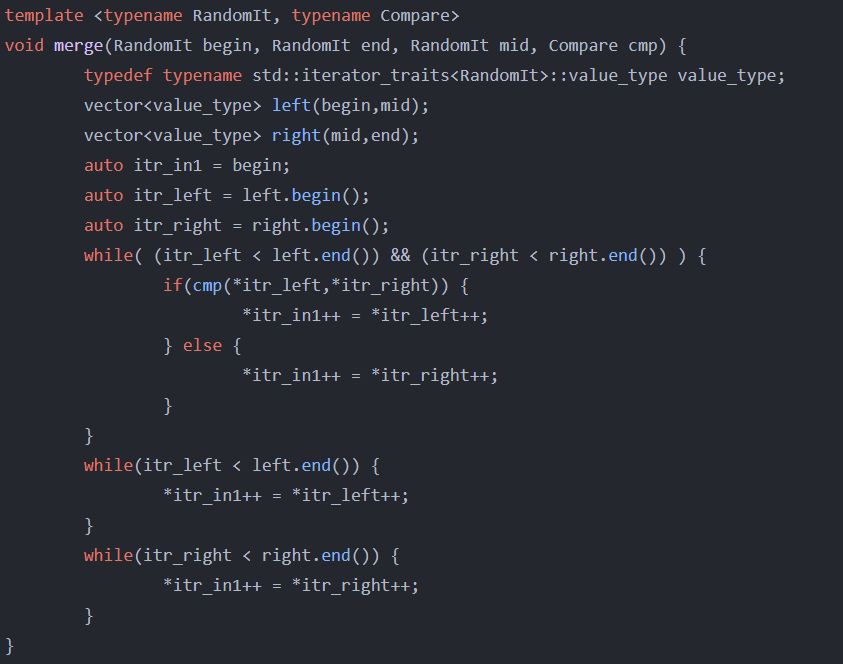 template <typename RandomIt, typename Compare>
void merge(RandomIt begin, RandomIt end, RandomIt mid, Compare cmp) {
        typedef typename std::iterator_traits<RandomIt>::value_type value_type;
        vector<value_type> left(begin,mid);
        vector<value_type> right(mid,end);
        auto itr_in1 = begin;
        auto itr_left = left.begin();
        auto itr_right = right.begin();
        while( (itr_left < left.end()) && (itr_right < right.end()) ) {
                if(cmp(*itr_left,*itr_right)) {
                        *itr_in1++ = *itr_left++;
                } else {
                        *itr_in1++ = *itr_right++;
                }
        }
        while(itr_left < left.end()) {
                *itr_in1++ = *itr_left++;
        }
        while(itr_right < right.end()) {
                *itr_in1++ = *itr_right++;
        }
}